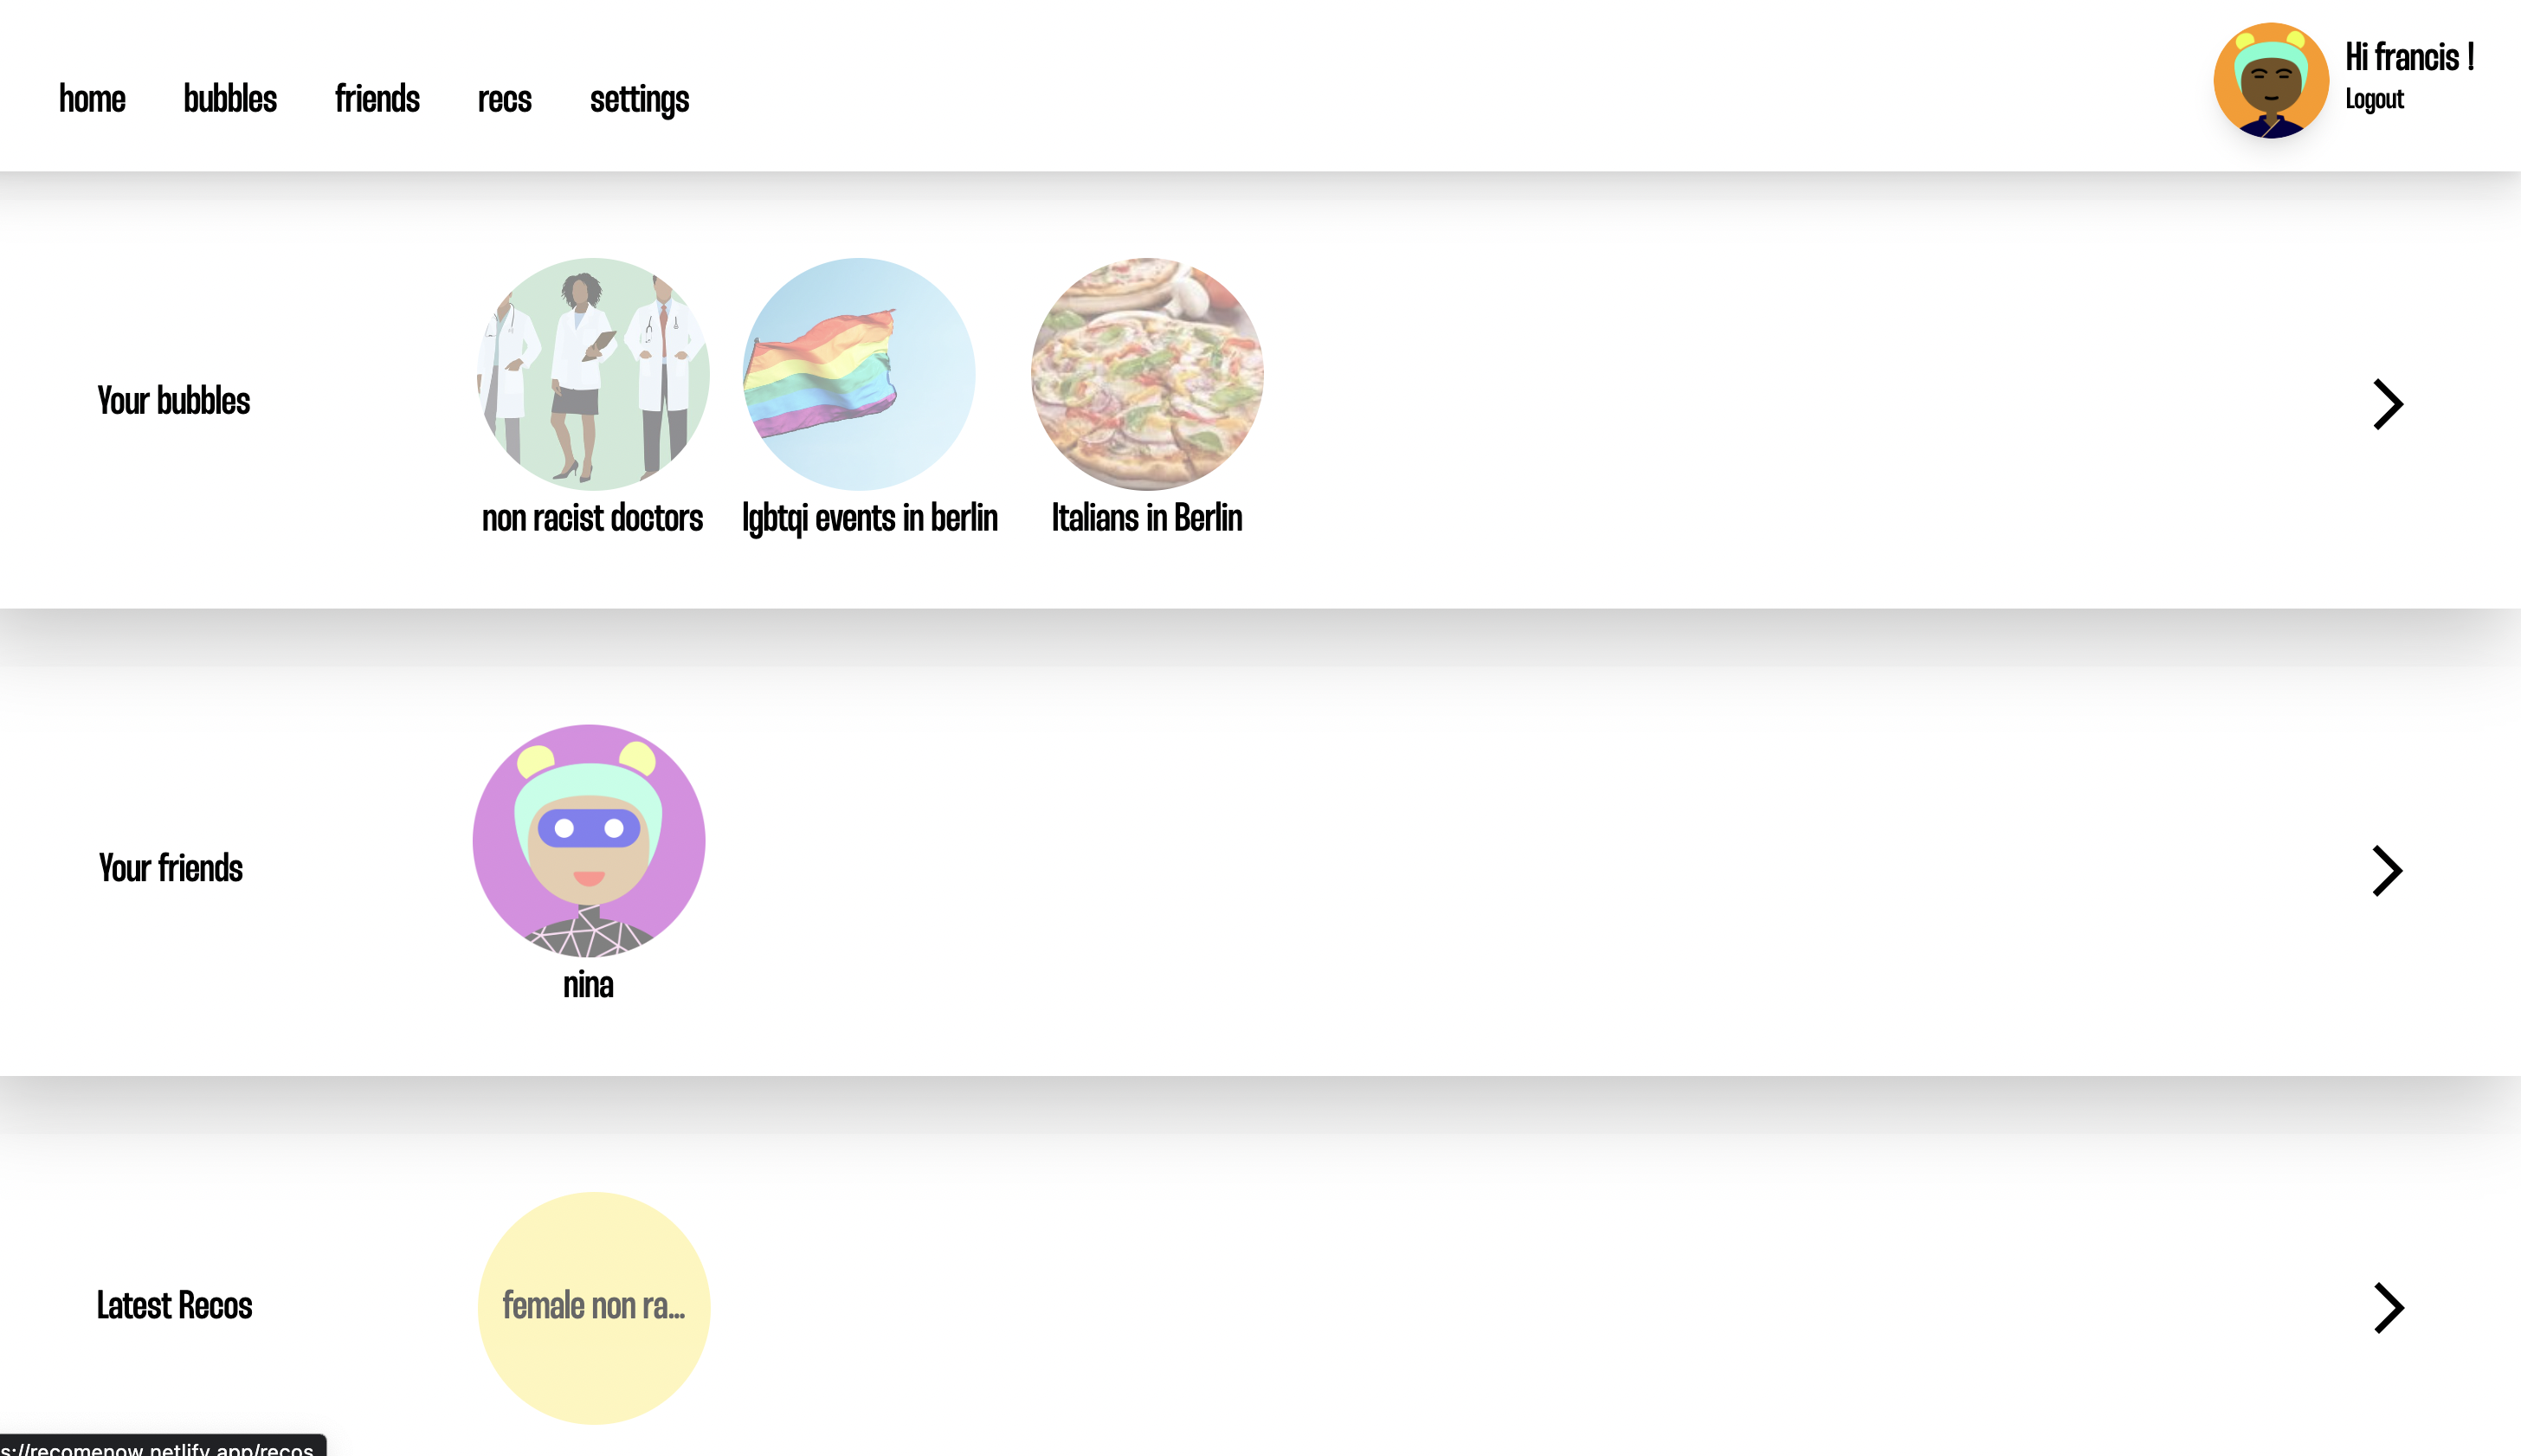 home bubbles friends recs settings
Hi francis !
Logout
Your bubbles
non racist doctors
lgbtqi events in berlin
Italians in Berlin
Your friends
nina
Latest Recos
female non ra...
s://recomenow.netlify.app/recos